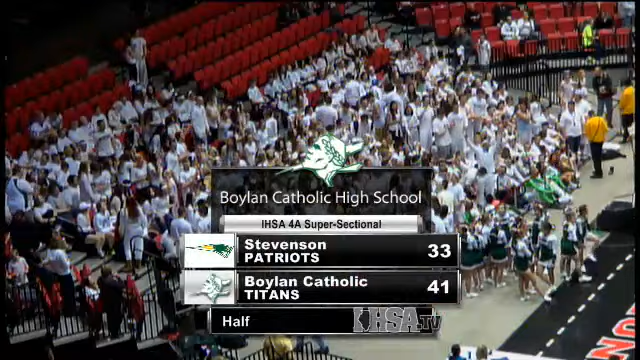 Boylan Catholic High School
IHSA 4A Super-Sectional
Stevenson
PATRIOTS 33
Boylan Catholic
TITANS 41
Half IHSA.TV